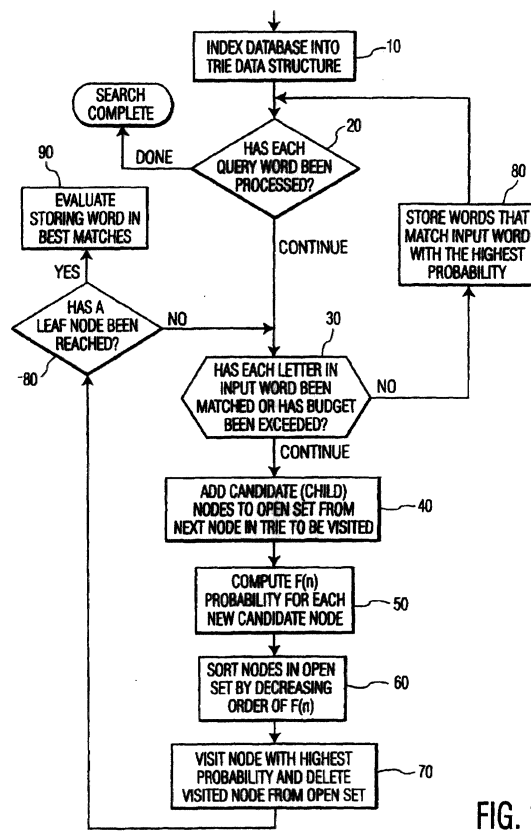 INDEX DATABASE INTO
TRIE DATA STRUCTURE
10
SEARCH
COMPLETE
20
HAS EACH
QUERY WORD BEEN
PROCESSED?
DONE
90
EVALUATE
STORING WORD IN
BEST MATCHES
80
STORE WORDS THAT
MATCH INPUT WORD
WITH THE HIGHEST
PROBABILITY
CONTINUE
YES
HAS A
LEAF NODE BEEN
REACHED?
NO
80
30
HAS EACH LETTER IN
INPUT WORD BEEN
MATCHED OR HAS BUDGET
BEEN EXCEEDED?
NO
CONTINUE
ADD CANDIDATE (CHILD)
NODES TO OPEN SET FROM
NEXT NODE IN TRIE TO BE VISITED
40
COMPUTE F(n)
PROBABILITY FOR EACH
NEW CANDIDATE NODE
50
SORT NODES IN OPEN
SET BY DECREASING
ORDER OF F(n)
60
VISIT NODE WITH HIGHEST
PROBABILITY AND DELETE
VISITED NODE FROM OPEN SET
70
FIG.